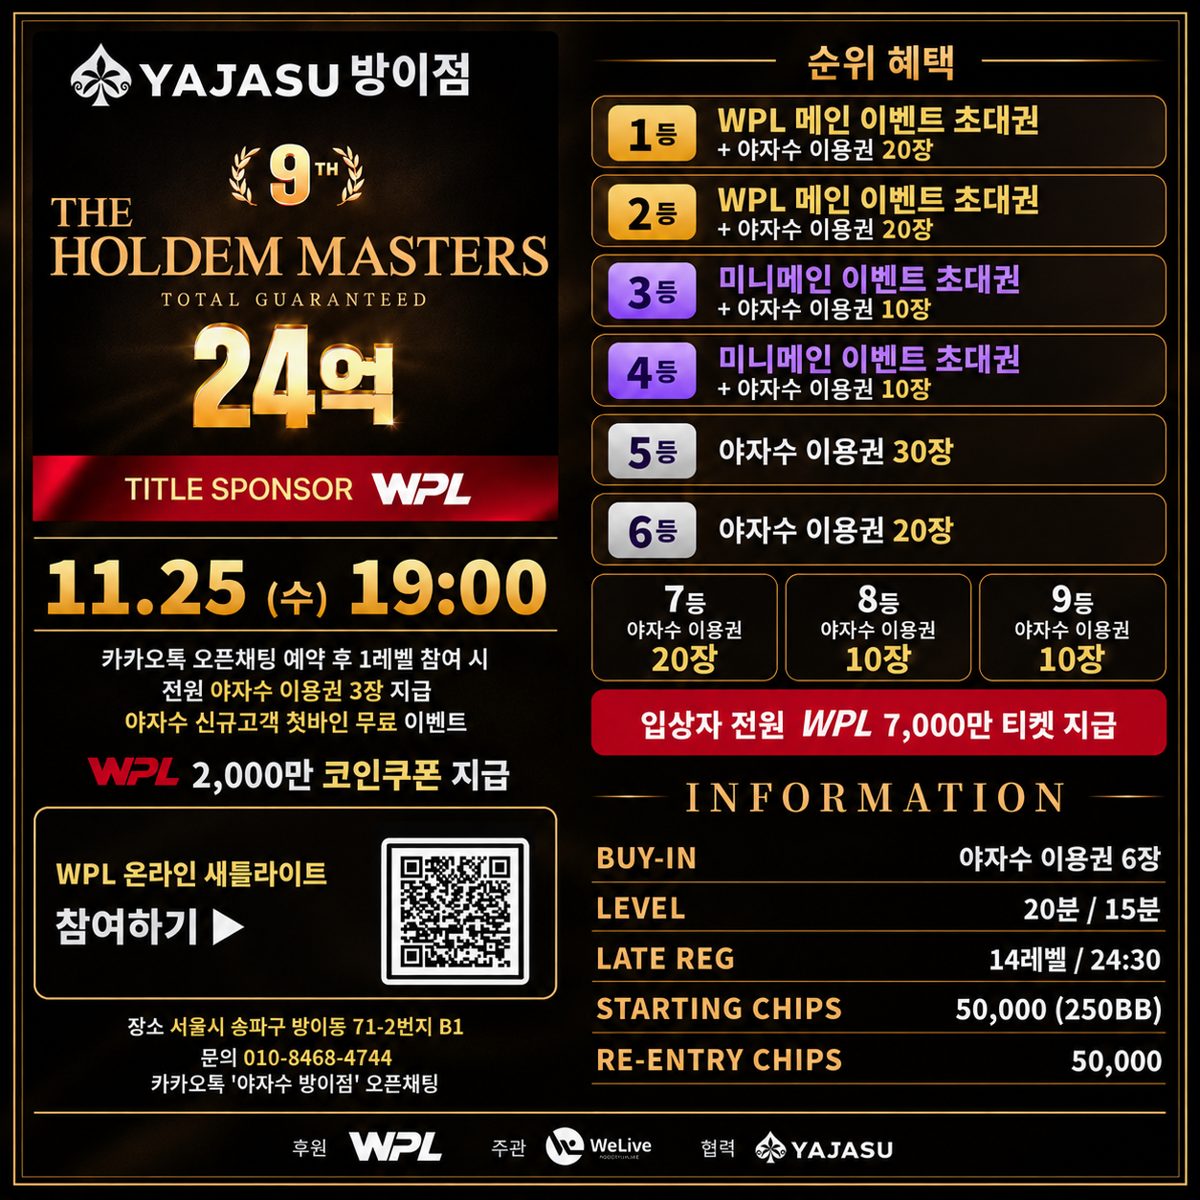 YAJASU 방이점
9TH
THE
HOLDEM MASTERS
TOTAL GUARANTEED
24억
TITLE SPONSOR WPL
11.25 (수) 19:00
카카오톡 오픈채팅 예약 후 1레벨 참여 시
전원 야자수 이용권 3장 지급
야자수 신규고객 첫바인 무료 이벤트
WPL 2,000만 코인쿠폰 지급
WPL 온라인 새틀라이트
참여하기 ▶
장소 서울시 송파구 방이동 71-2번지 B1
문의 010-8468-4744
카카오톡 '야자수 방이점' 오픈채팅
순위 혜택
1등 WPL 메인 이벤트 초대권
+ 야자수 이용권 20장
2등 WPL 메인 이벤트 초대권
+ 야자수 이용권 20장
3등 미니메인 이벤트 초대권
+ 야자수 이용권 10장
4등 미니메인 이벤트 초대권
+ 야자수 이용권 10장
5등 야자수 이용권 30장
6등 야자수 이용권 20장
7등
야자수 이용권
20장
8등
야자수 이용권
10장
9등
야자수 이용권
10장
입상자 전원 WPL 7,000만 티켓 지급
INFORMATION
BUY-IN 야자수 이용권 6장
LEVEL 20분 / 15분
LATE REG 14레벨 / 24:30
STARTING CHIPS 50,000 (250BB)
RE-ENTRY CHIPS 50,000
후원 WPL 주관 WeLive 협력 YAJASU